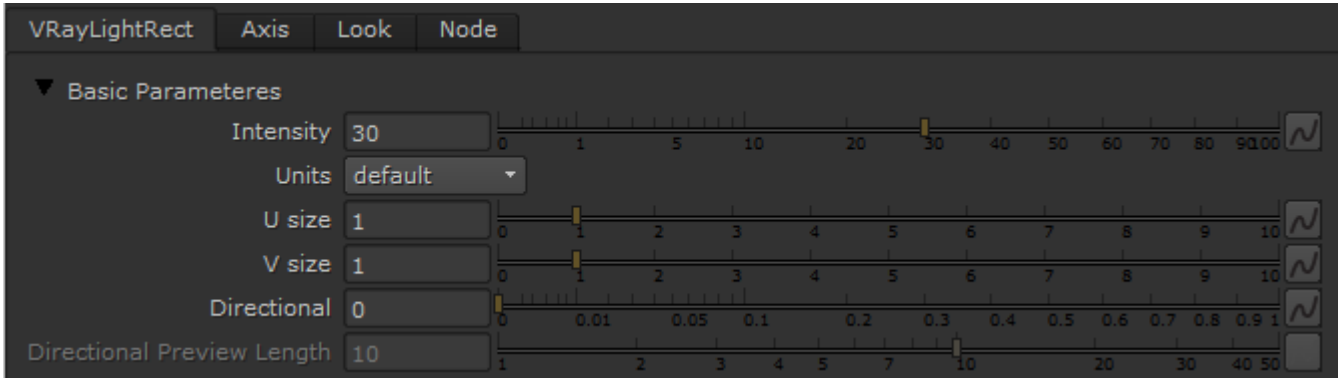 VRayLightRect Axis Look Node
Basic Parameteres
Intensity 30 0 1 5 10 20 30 40 50 60 70 80 90 100
Units default
U size 1 0 1 2 3 4 5 6 7 8 9 10
V size 1 0 1 2 3 4 5 6 7 8 9 10
Directional 0 0 0.01 0.05 0.1 0.2 0.3 0.4 0.5 0.6 0.7 0.8 0.9 1
Directional Preview Length 10 1 2 3 4 5 7 10 20 30 40 50